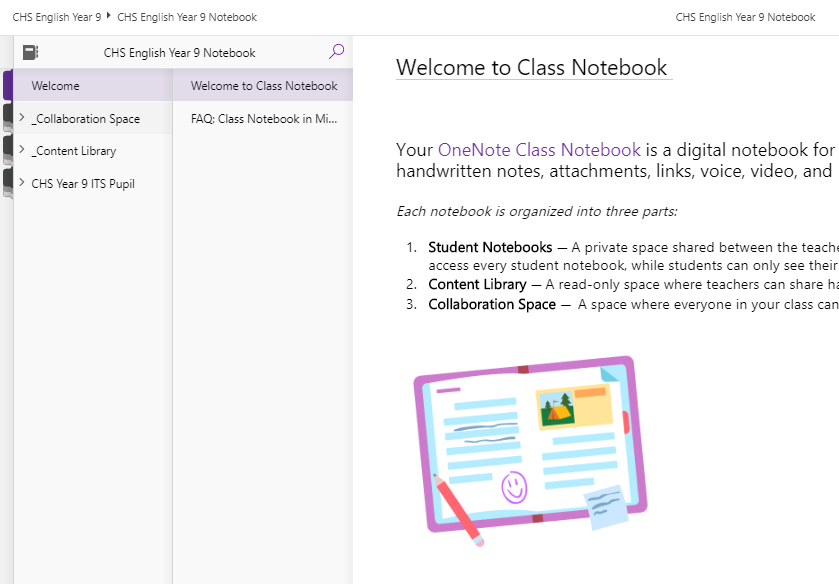 CHS English Year 9 CHS English Year 9 Notebook
CHS English Year 9 Notebook
CHS English Year 9 Notebook
Welcome
_Collaboration Space
_Content Library
CHS Year 9 ITS Pupil
Welcome to Class Notebook
FAQ: Class Notebook in Mi...
Welcome to Class Notebook
Your OneNote Class Notebook is a digital notebook for
handwritten notes, attachments, links, voice, video, and
Each notebook is organized into three parts:
1. Student Notebooks — A private space shared between the teache
access every student notebook, while students can only see their
2. Content Library — A read-only space where teachers can share ha
3. Collaboration Space — A space where everyone in your class can